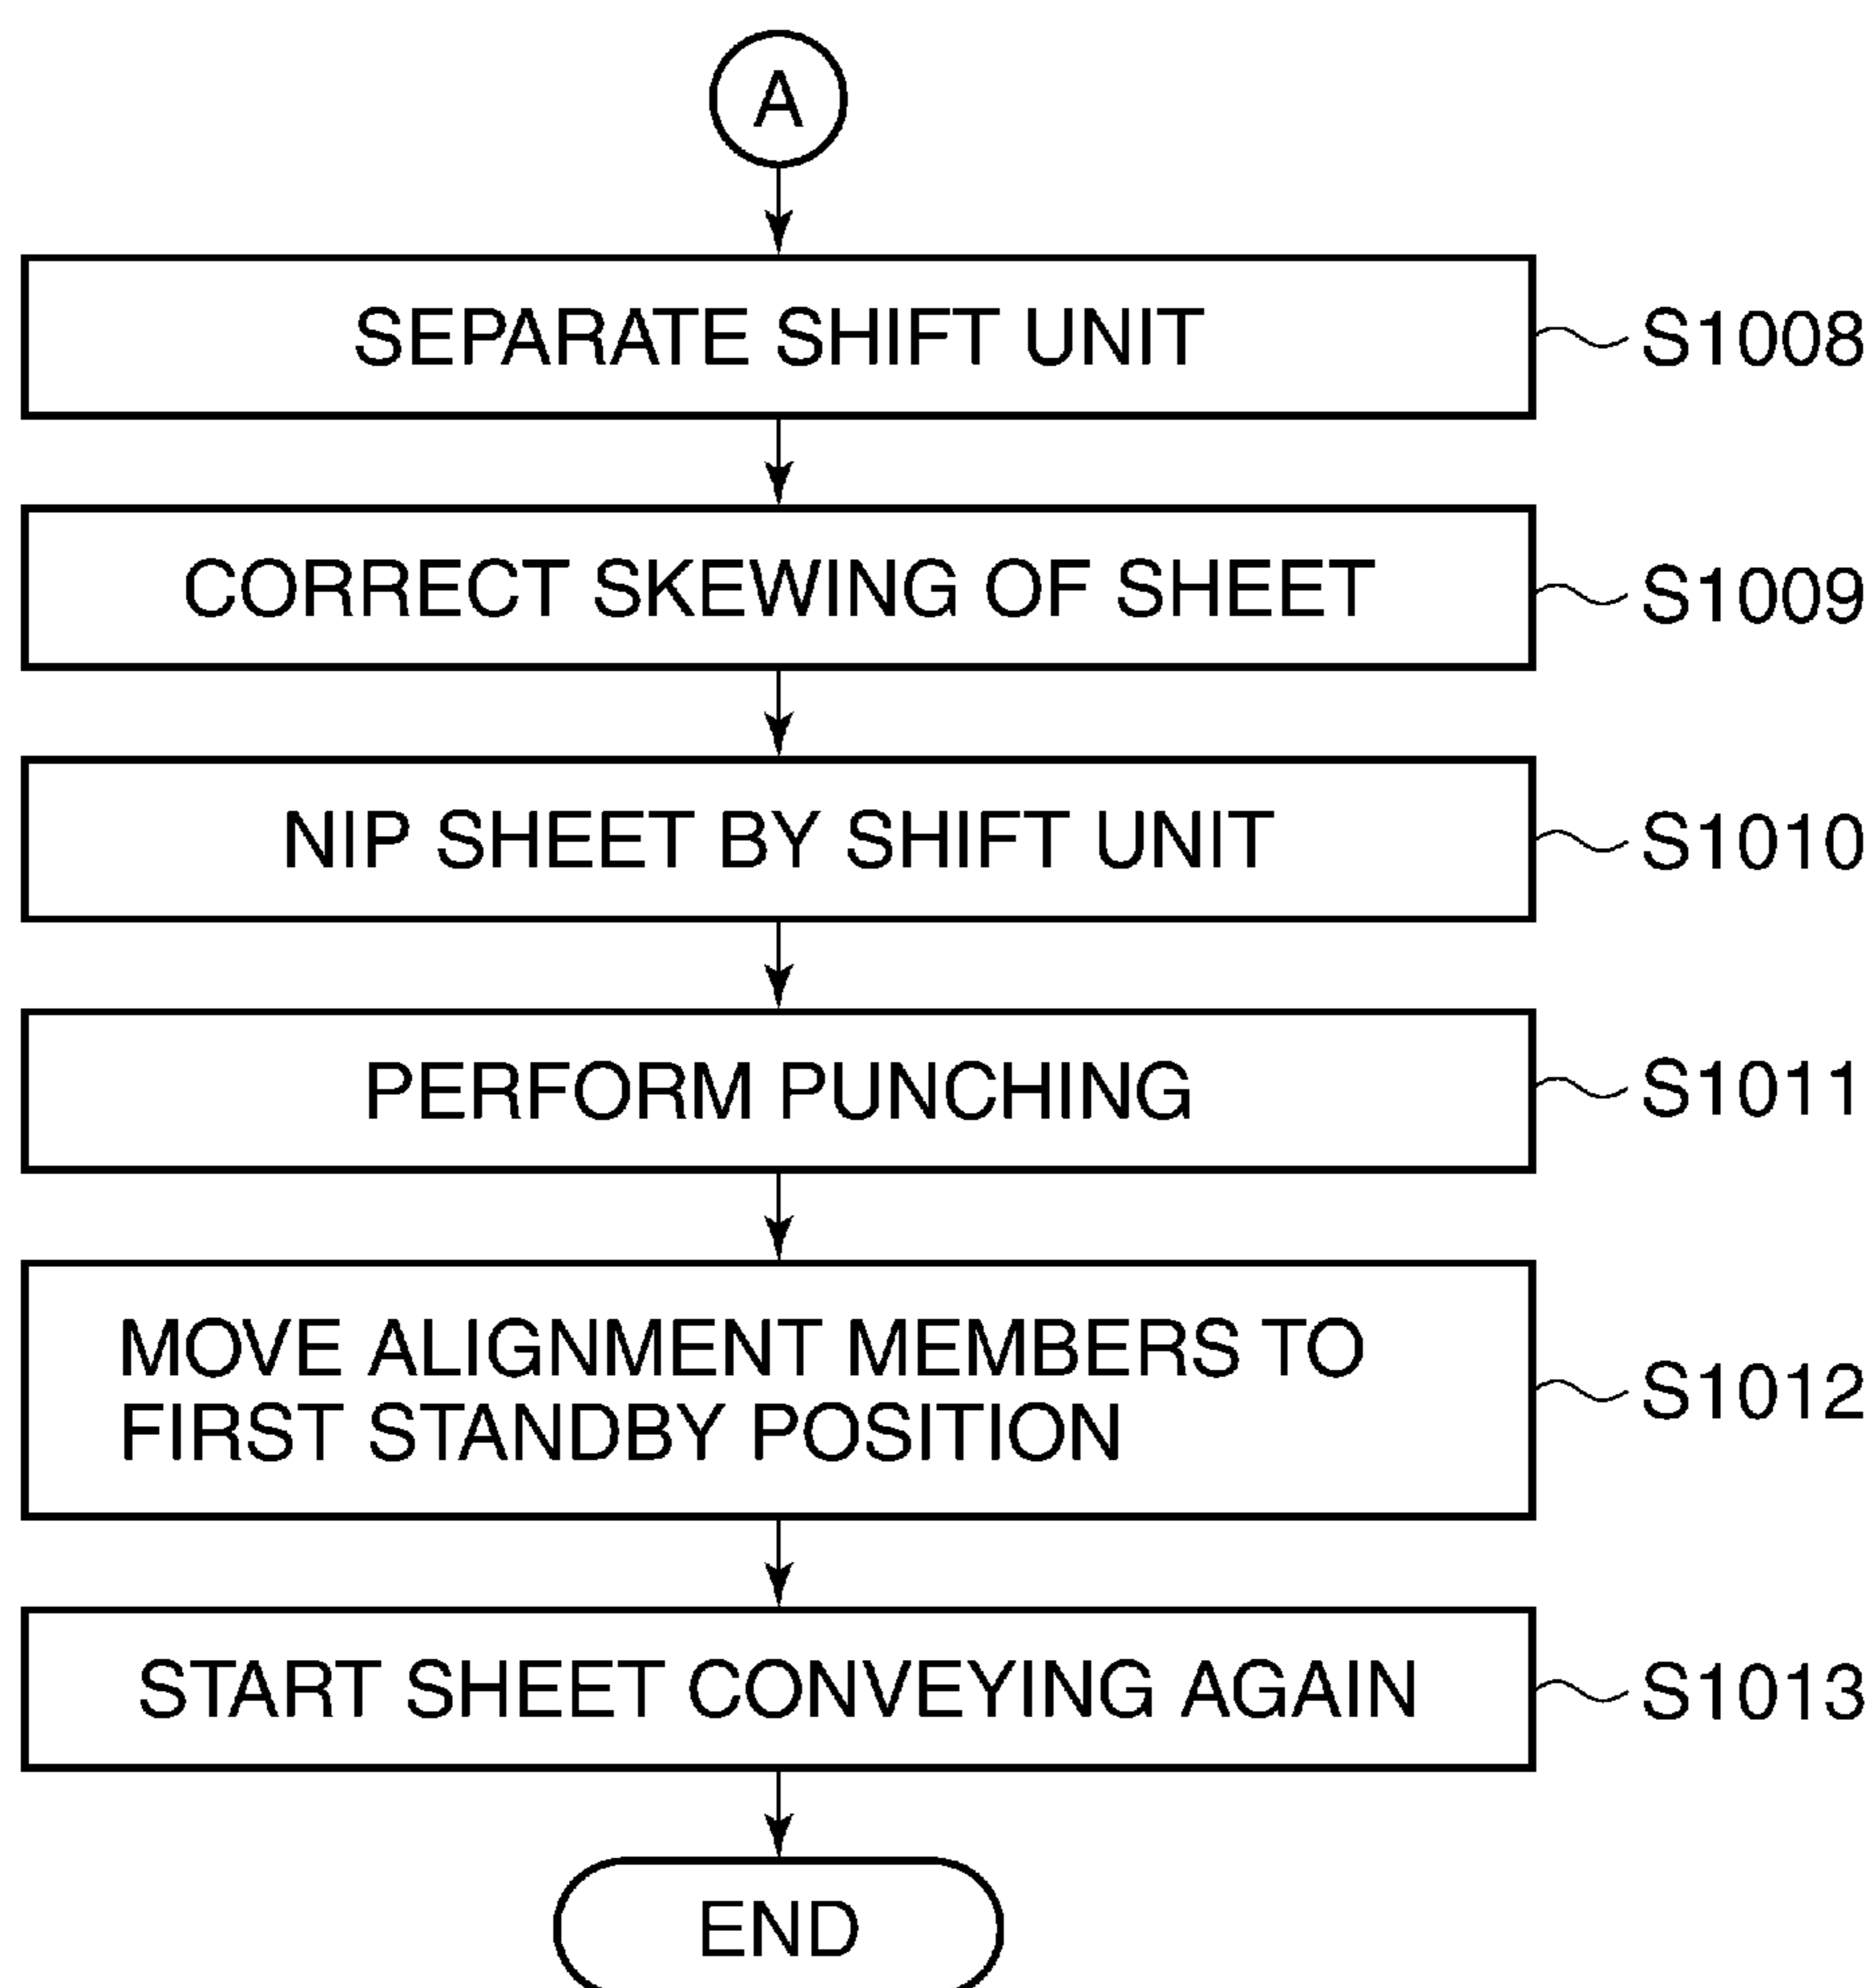 A
SEPARATE SHIFT UNIT
S1008
CORRECT SKEWING OF SHEET
S1009
NIP SHEET BY SHIFT UNIT
S1010
PERFORM PUNCHING
S1011
MOVE ALIGNMENT MEMBERS TO
FIRST STANDBY POSITION
S1012
START SHEET CONVEYING AGAIN
S1013
END